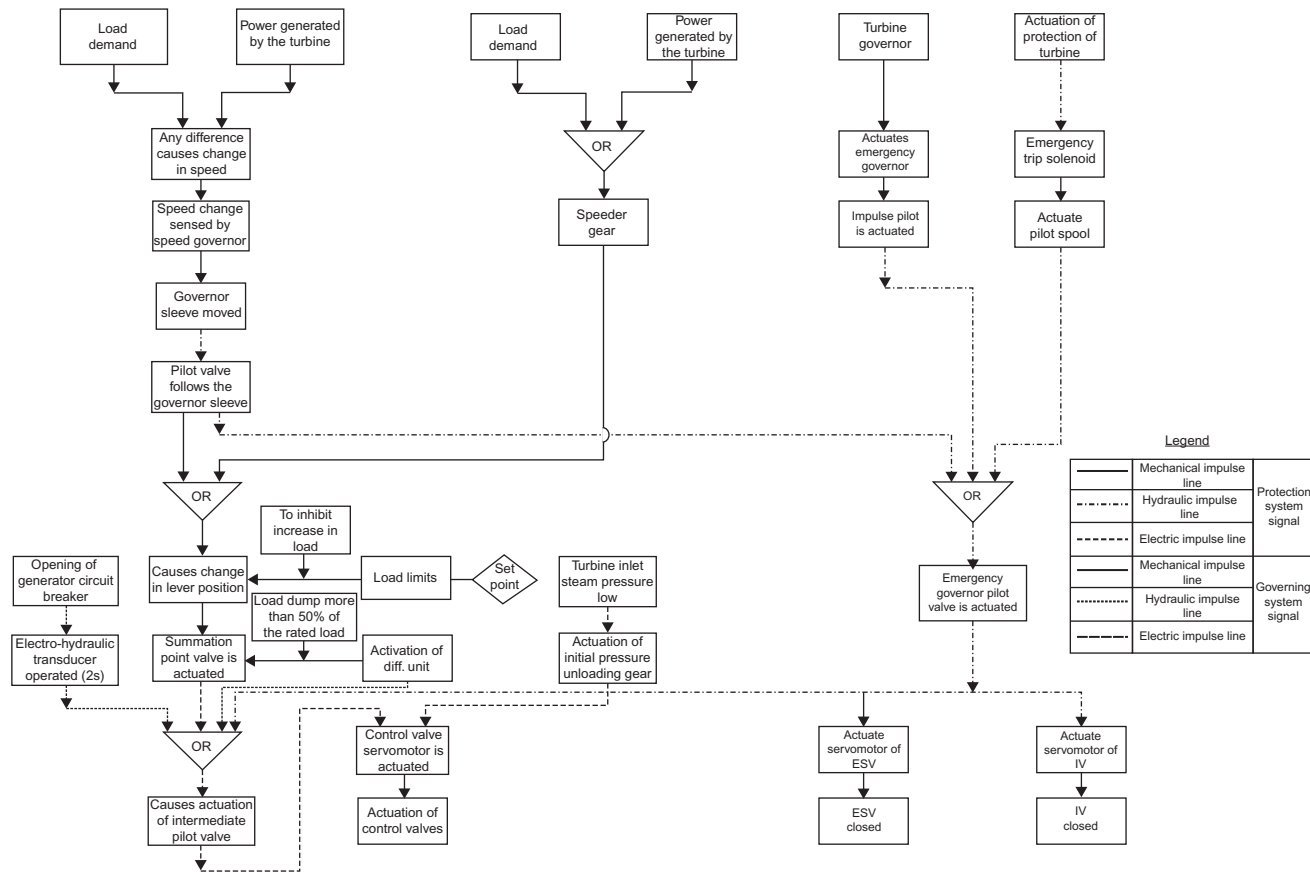 Load
demand
Power generated
by the turbine
Load
demand
Power
generated by
the turbine
Turbine
governor
Actuation of
protection of
turbine
Any difference
causes change
in speed
OR
Actuates
emergency
governor
Emergency
trip solenoid
Speed change
sensed by
speed governor
Speeder
gear
Impulse pilot
is actuated
Actuate
pilot spool
Governor
sleeve moved
Pilot valve
follows the
governor sleeve
OR
OR
Legend
Mechanical impulse
line
Hydraulic impulse
line
Electric impulse line
Protection
system
signal
Mechanical impulse
line
Hydraulic impulse
line
Electric impulse line
Governing
system
signal
To inhibit
increase in
load
Opening of
generator circuit
breaker
Causes change
in lever position
Load limits
Set
point
Turbine inlet
steam pressure
low
Emergency
governor pilot
valve is actuated
Load dump more
than 50% of
the rated load
Electro-hydraulic
transducer
operated (2s)
Summation
point valve is
actuated
Activation of
diff. unit
Actuation of
initial pressure
unloading gear
OR
Control valve
servomotor is
actuated
Actuate
servomotor of
ESV
Actuate
servomotor of
IV
Causes actuation
of intermediate
pilot valve
Actuation of
control valves
ESV
closed
IV
closed